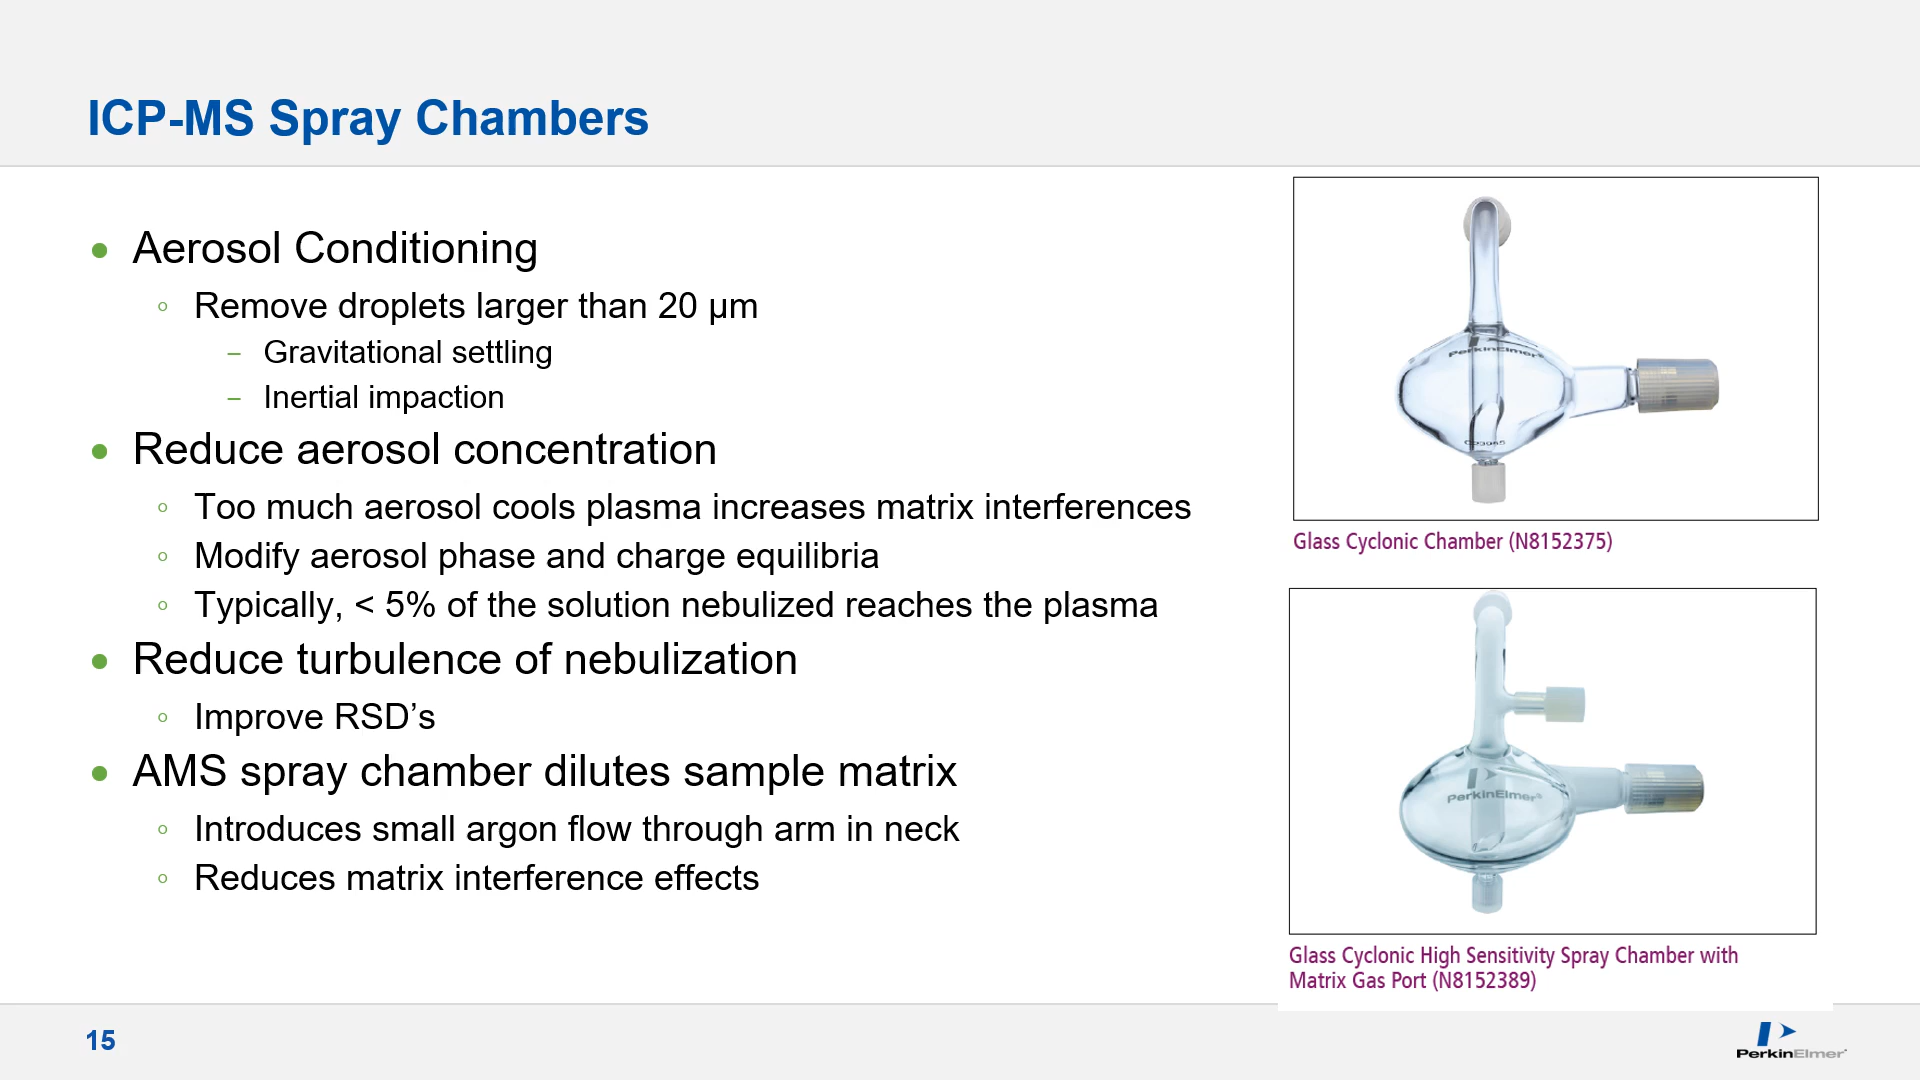 ICP-MS Spray Chambers
Aerosol Conditioning
Remove droplets larger than 20 µm
Gravitational settling
Inertial impaction
Reduce aerosol concentration
Too much aerosol cools plasma increases matrix interferences
Modify aerosol phase and charge equilibria
Typically, < 5% of the solution nebulized reaches the plasma
Reduce turbulence of nebulization
Improve RSD’s
AMS spray chamber dilutes sample matrix
Introduces small argon flow through arm in neck
Reduces matrix interference effects
PerkinElmer®
Glass Cyclonic Chamber (N8152375)
PerkinElmer®
Glass Cyclonic High Sensitivity Spray Chamber with
Matrix Gas Port (N8152389)
15
PerkinElmer